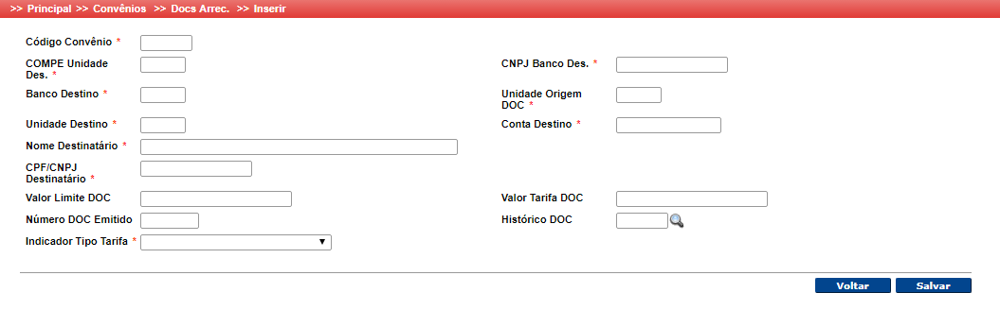 >> Principal >> Convênios >> Docs Arrec. >> Inserir
Código Convênio *
COMPE Unidade
Des. *
CNPJ Banco Des. *
Banco Destino *
Unidade Origem
DOC *
Unidade Destino *
Conta Destino *
Nome Destinatário *
CPF/CNPJ
Destinatário *
Valor Limite DOC
Valor Tarifa DOC
Número DOC Emitido
Histórico DOC
Indicador Tipo Tarifa *
Voltar
Salvar